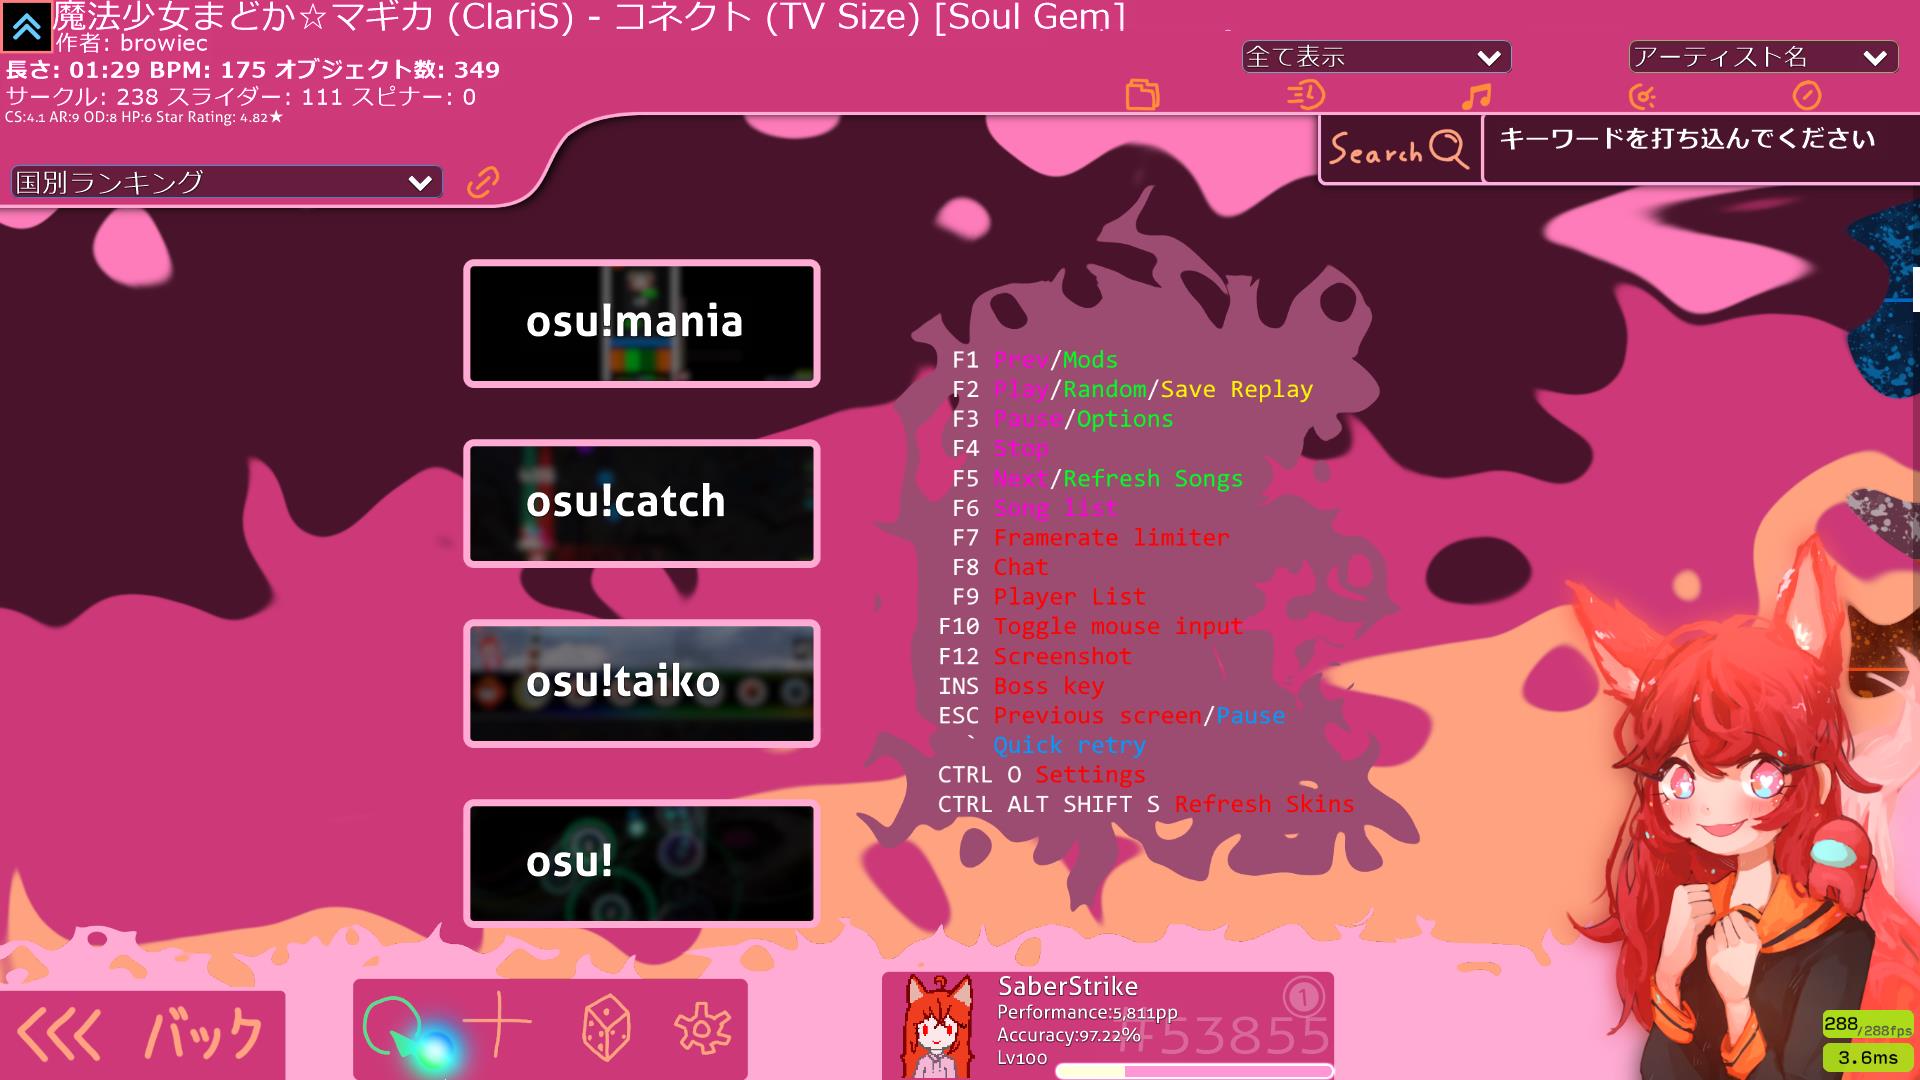 魔法少女まどか☆マギカ (ClariS) - コネクト (TV Size) [Soul Gem]
作者: browiec
長さ: 01:29 BPM: 175 オブジェクト数: 349
サークル: 238 スライダー: 111 スピナー: 0
CS:4.1 AR:9 OD:8 HP:6 Star Rating: 4.82★
全て表示
アーティスト名
国別ランキング
Search
キーワードを打ち込んでください
osu!mania
osu!catch
osu!taiko
osu!
F1 Prev/Mods
F2 Play/Random/Save Replay
F3 Pause/Options
F4 Stop
F5 Next/Refresh Songs
F6 Song list
F7 Framerate limiter
F8 Chat
F9 Player List
F10 Toggle mouse input
F12 Screenshot
INS Boss key
ESC Previous screen/Pause
` Quick retry
CTRL O Settings
CTRL ALT SHIFT S Refresh Skins
バック
SaberStrike
Performance:5,811pp
Accuracy:97.22%
Lv100
#53855
1
288/288fps
3.6ms